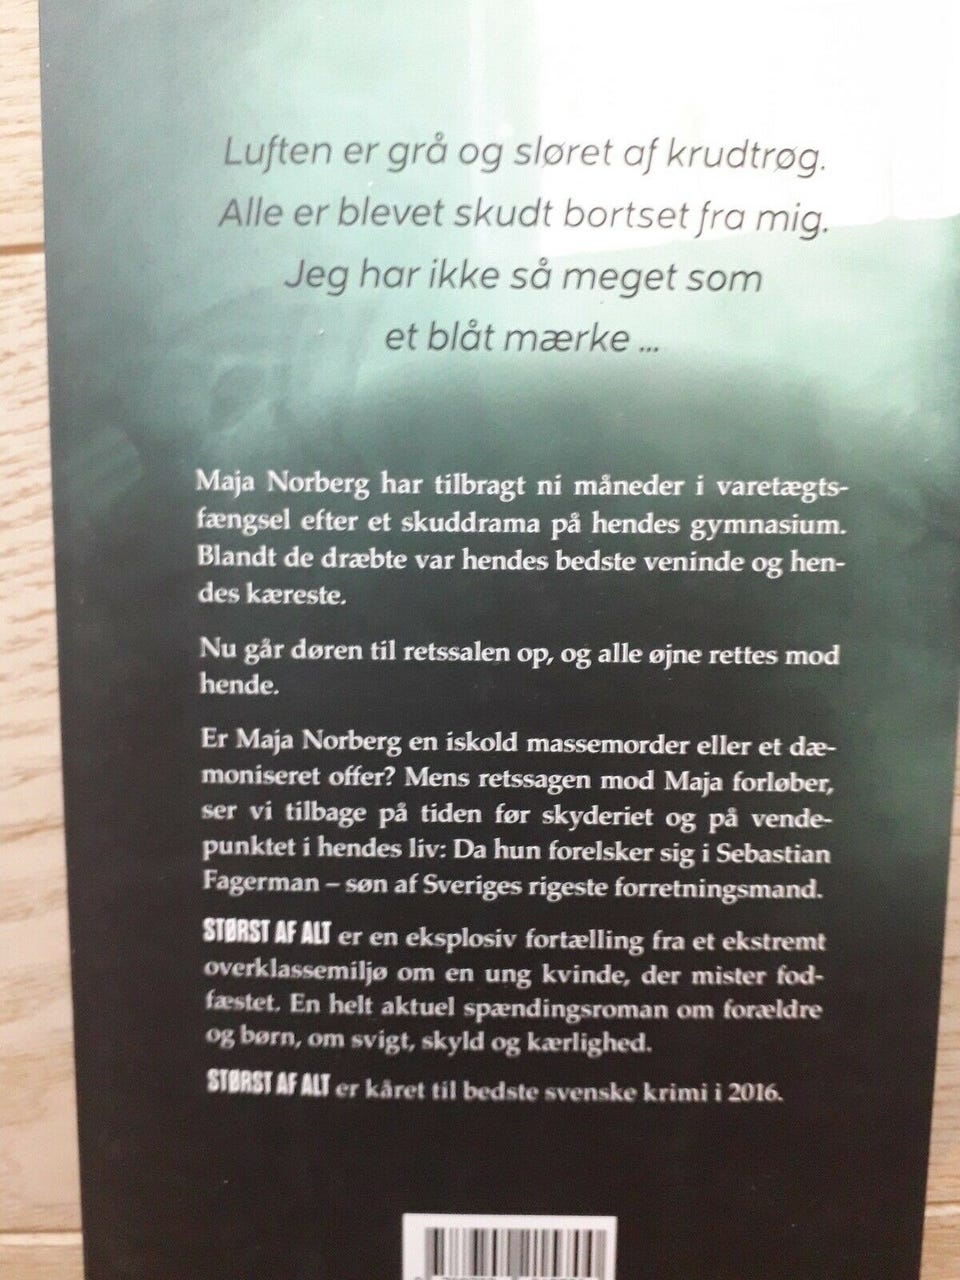 Luften er grå og sløret af krudtrøg.
Alle er blevet skudt bortset fra mig.
Jeg har ikke så meget som
et blåt mærke ...
Maja Norberg har tilbragt ni måneder i varetægts-
fængsel efter et skuddrama på hendes gymnasium.
Blandt de dræbte var hendes bedste veninde og hen-
des kæreste.
Nu går døren til retssalen op, og alle øjne rettes mod
hende.
Er Maja Norberg en iskold massemorder eller et dæ-
moniseret offer? Mens retssagen mod Maja forløber,
ser vi tilbage på tiden før skyderiet og på vende-
punktet i hendes liv: Da hun forelsker sig i Sebastian
Fagerman – søn af Sveriges rigeste forretningsmand.
STØRST AF ALT er en eksplosiv fortælling fra et ekstremt
overklassemiljø om en ung kvinde, der mister fod-
fæstet. En helt aktuel spændingsroman om forældre
og børn, om svigt, skyld og kærlighed.
STØRST AF ALT er kåret til bedste svenske krimi i 2016.